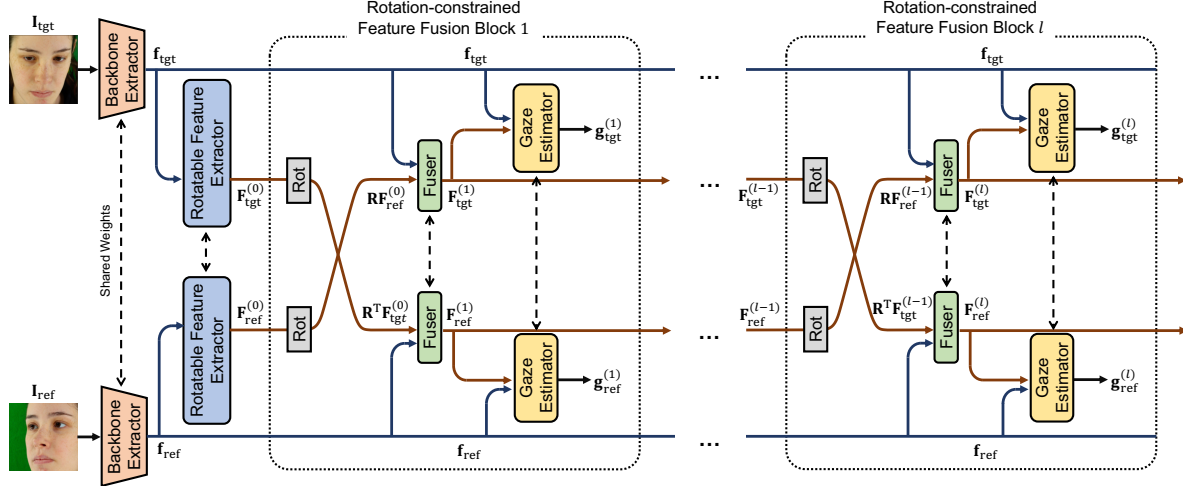 Rotation-constrained
Feature Fusion Block 1
Rotation-constrained
Feature Fusion Block l
I_tgt
Backbone
Extractor
f_tgt
Rotatable Feature
Extractor
F_tgt^(0)
Rot
RF_ref^(0)
f_tgt
Fuser
F_tgt^(1)
Gaze
Estimator
g_tgt^(1)
...
...
F_tgt^(l-1)
Rot
RF_ref^(l-1)
f_tgt
Fuser
F_tgt^(l)
Gaze
Estimator
g_tgt^(l)
Shared Weights
I_ref
Backbone
Extractor
f_ref
Rotatable Feature
Extractor
F_ref^(0)
Rot
R^T F_tgt^(0)
Fuser
F_ref^(1)
Gaze
Estimator
g_ref^(1)
f_ref
...
...
F_ref^(l-1)
Rot
R^T F_tgt^(l-1)
Fuser
F_ref^(l)
Gaze
Estimator
g_ref^(l)
f_ref